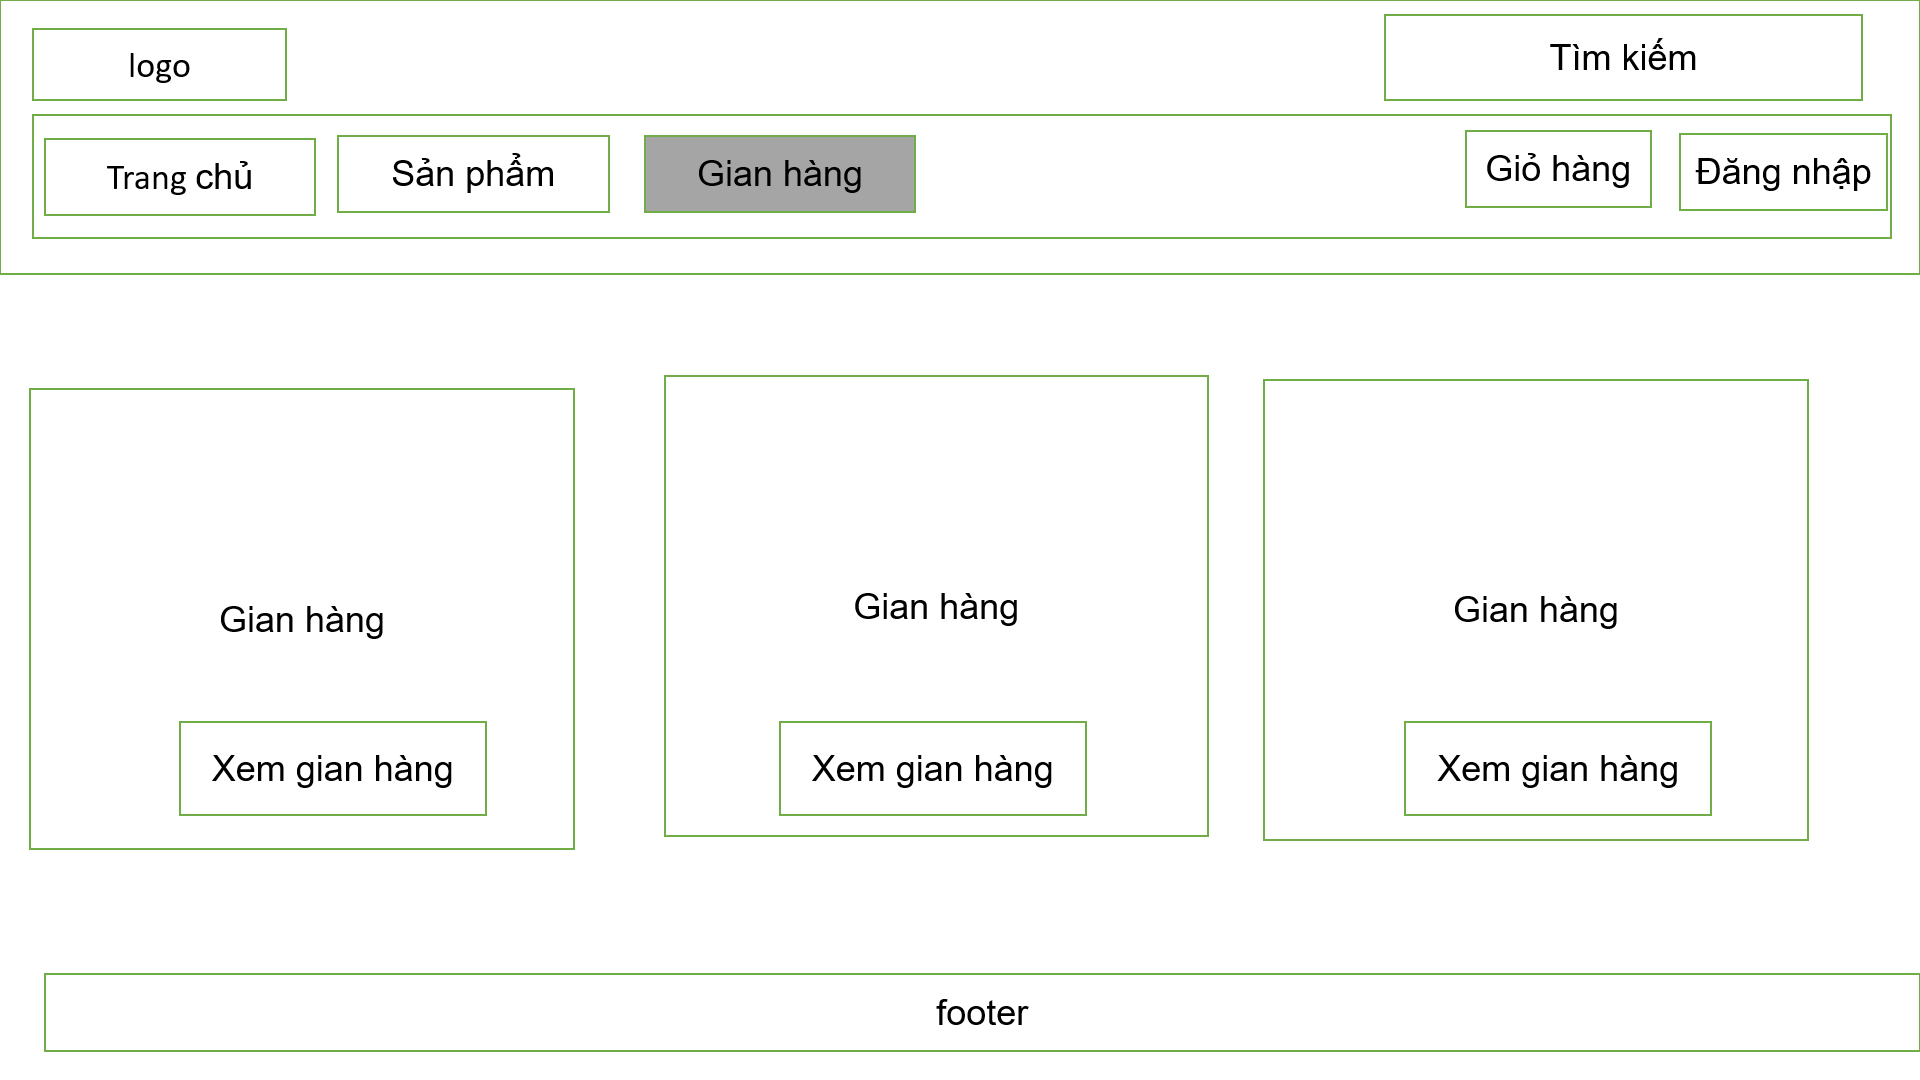 logo
Tìm kiếm
Trang chủ
Sản phẩm
Gian hàng
Giỏ hàng
Đăng nhập
Gian hàng
Gian hàng
Gian hàng
Xem gian hàng
Xem gian hàng
Xem gian hàng
footer